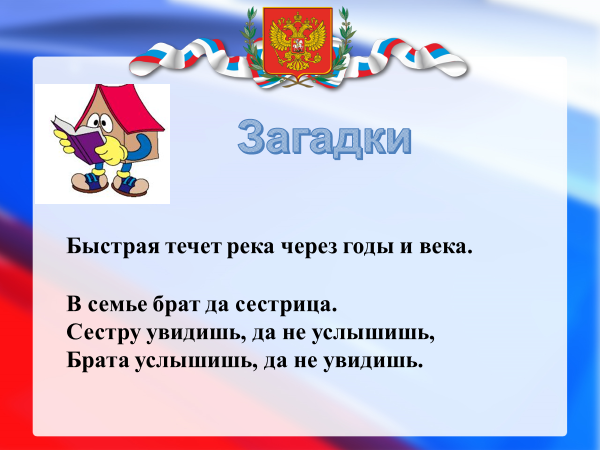 Загадки
Быстрая течет река через годы и века.
В семье брат да сестрица.
Сестру увидишь, да не услышишь,
Брата услышишь, да не увидишь.